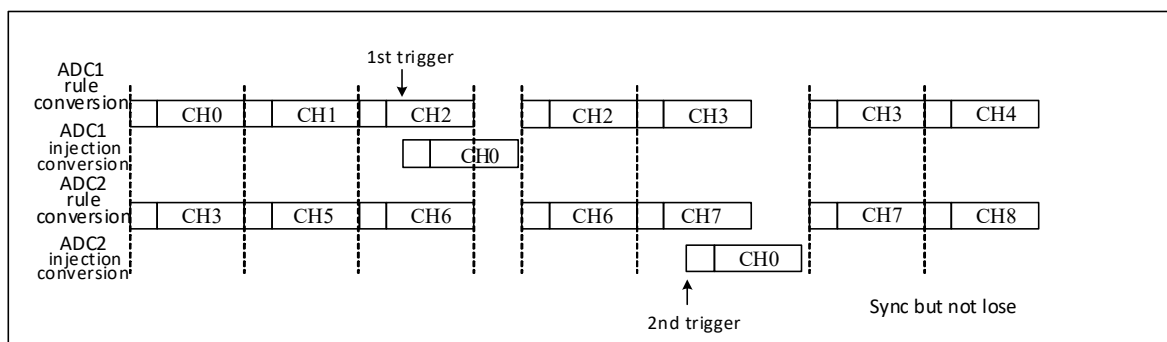 1st trigger
ADC1
rule
conversion
CH0 CH1 CH2 CH2 CH3 CH3 CH4
ADC1
injection
conversion
CH0
ADC2
rule
conversion
CH3 CH5 CH6 CH6 CH7 CH7 CH8
ADC2
injection
conversion
CH0
Sync but not lose
2nd trigger